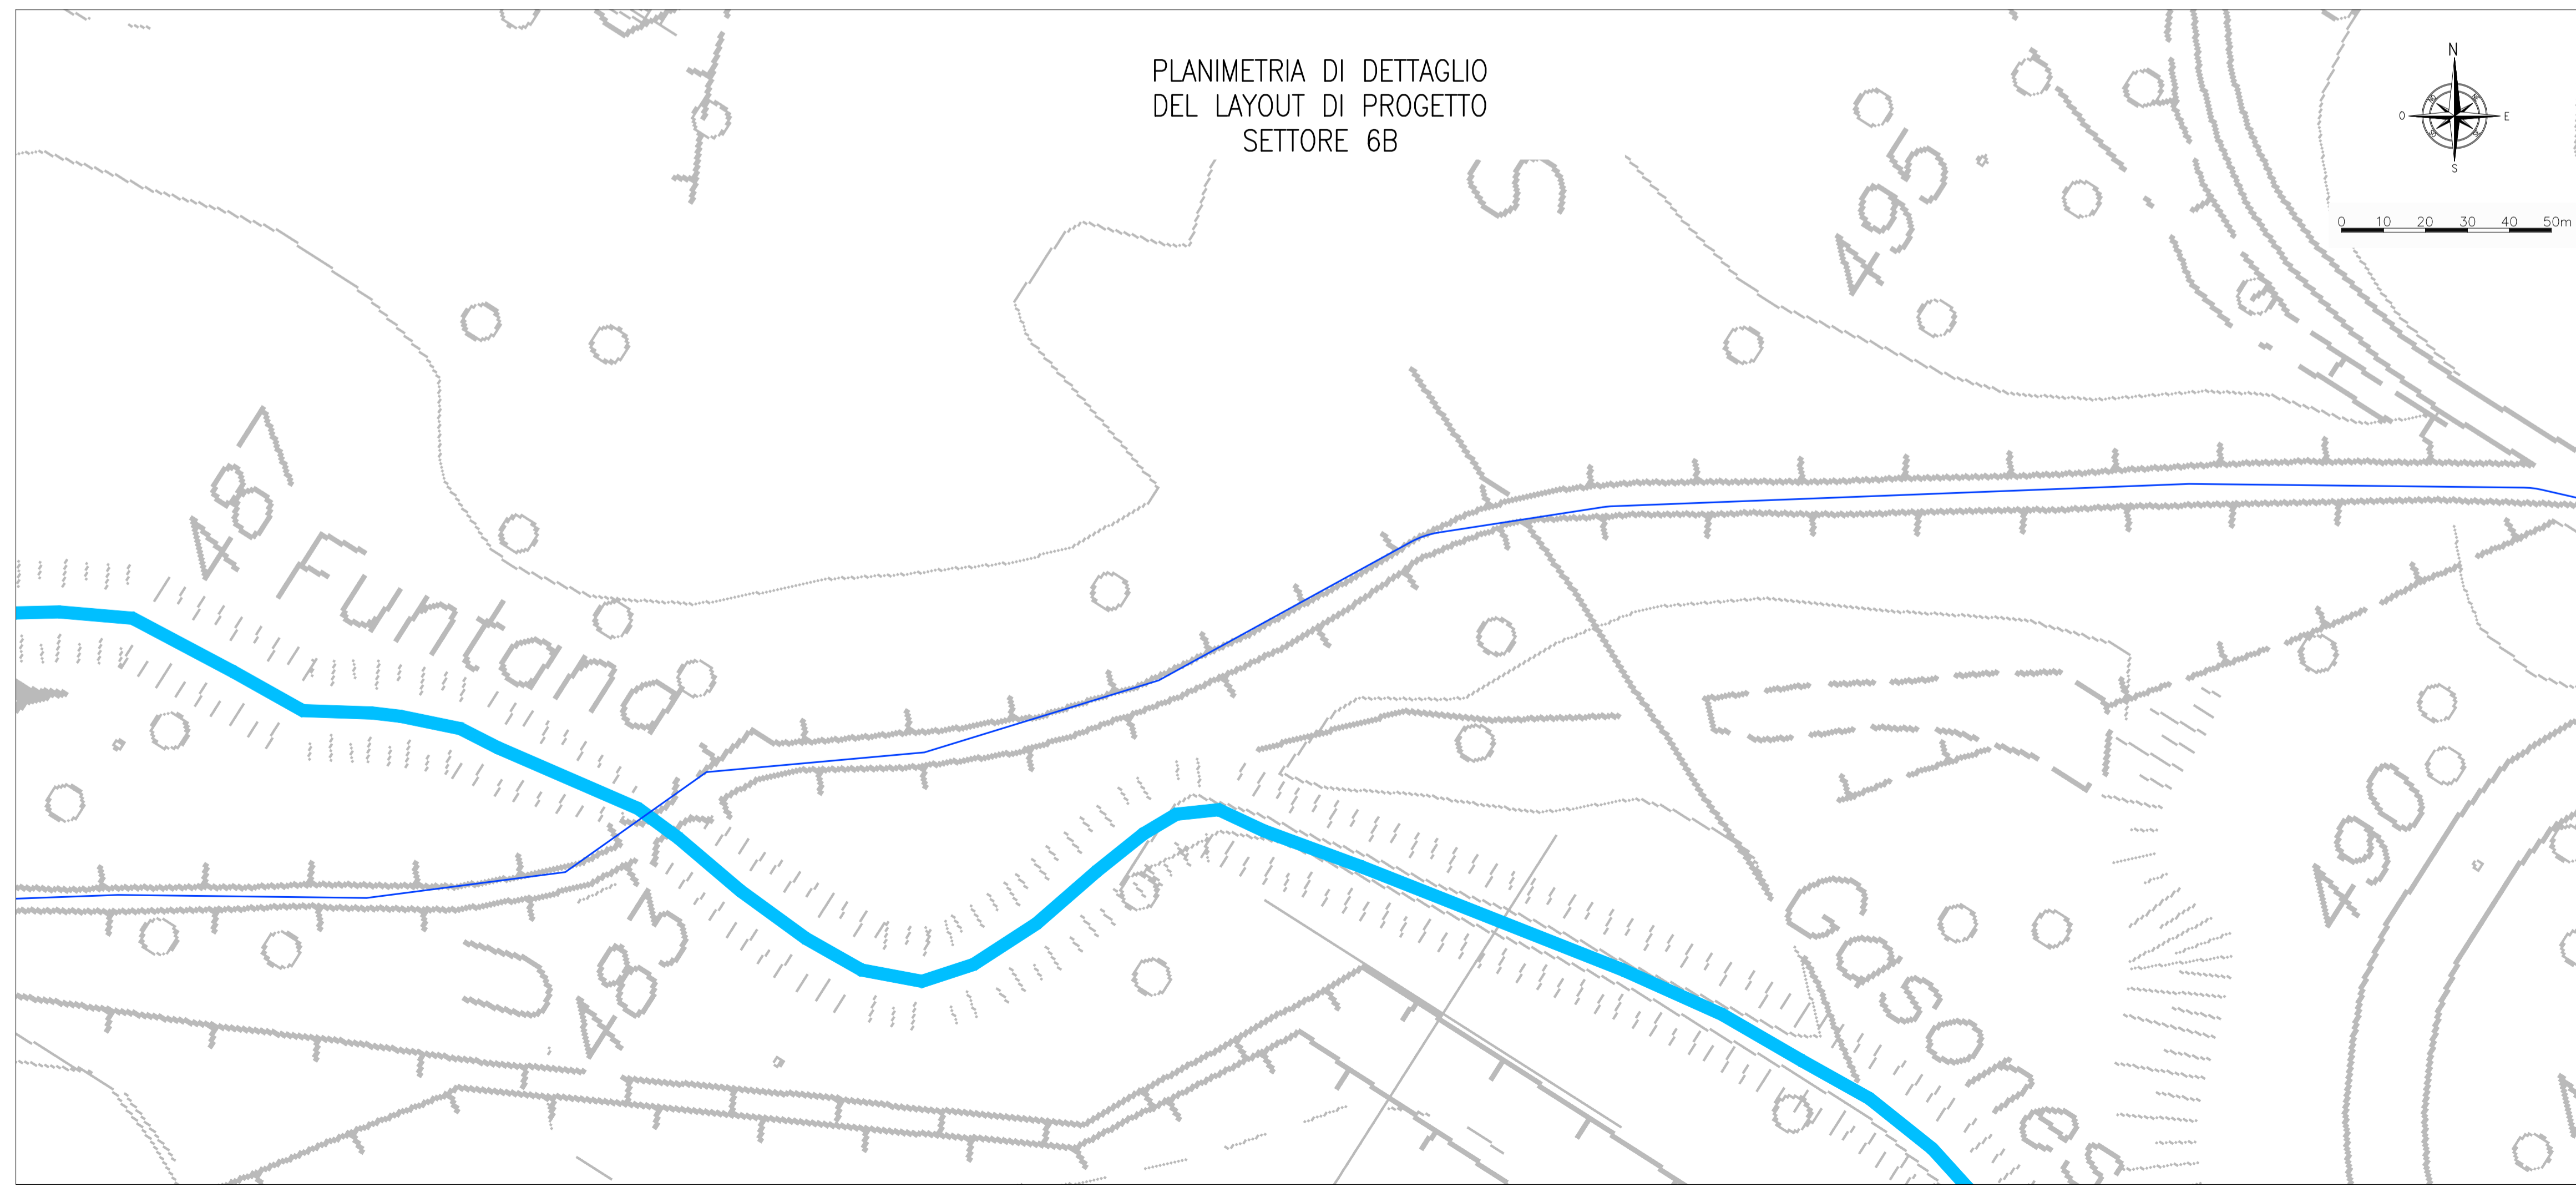 PLANIMETRIA DI DETTAGLIO
DEL LAYOUT DI PROGETTO
SETTORE 6B
N
O
E
S
0 10 20 30 40 50m
S
495
487
Funtana
490
U
483
Gasones